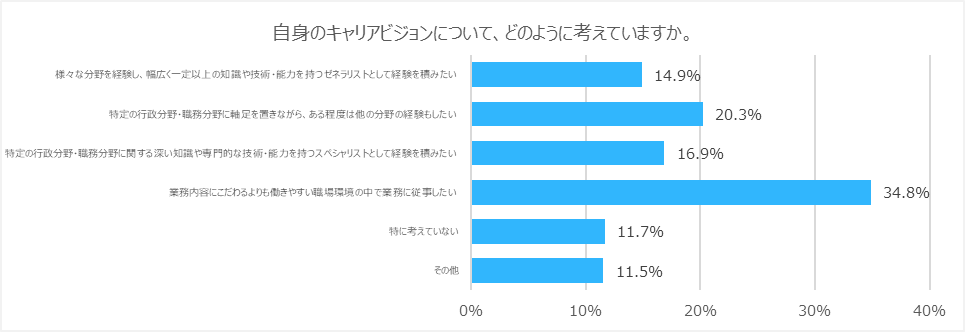 自身のキャリアビジョンについて、どのように考えていますか。
様々な分野を経験し、幅広く一定以上の知識や技術・能力を持つゼネラリストとして経験を積みたい
14.9%
特定の行政分野・職務分野に軸足を置きながら、ある程度は他の分野の経験もしたい
20.3%
特定の行政分野・職務分野に関する深い知識や専門的な技術・能力を持つスペシャリストとして経験を積みたい
16.9%
業務内容にこだわるよりも働きやすい職場環境の中で業務に従事したい
34.8%
特に考えていない
11.7%
その他
11.5%
0% 10% 20% 30% 40%